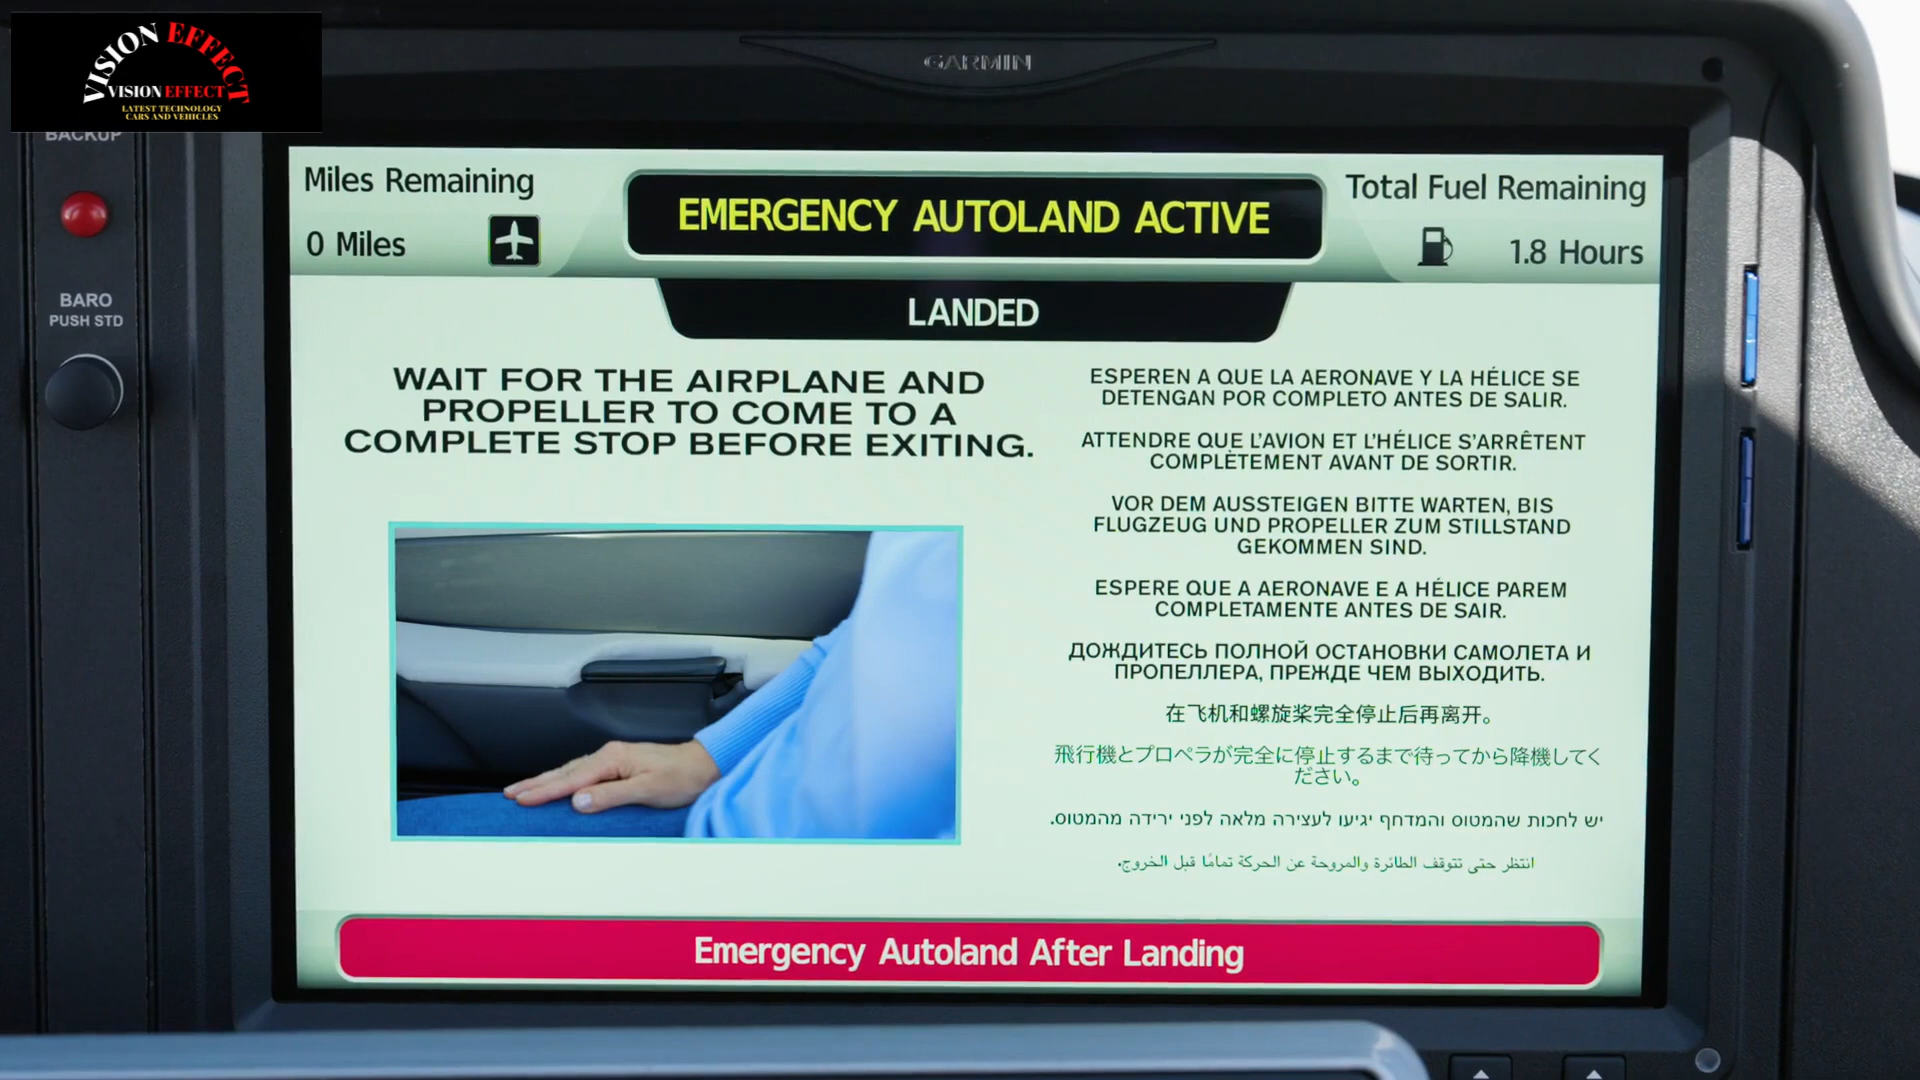 VISION EFFECT
VISION EFFECT
LATEST TECHNOLOGY
CARS AND VEHICLES
GARMIN
BACKUP
BARO
PUSH STD
Miles Remaining
0 Miles
EMERGENCY AUTOLAND ACTIVE
Total Fuel Remaining
1.8 Hours
LANDED
WAIT FOR THE AIRPLANE AND
PROPELLER TO COME TO A
COMPLETE STOP BEFORE EXITING.
ESPEREN A QUE LA AERONAVE Y LA HÉLICE SE
DETENGAN POR COMPLETO ANTES DE SALIR.
ATTENDRE QUE L'AVION ET L'HÉLICE S'ARRÊTENT
COMPLÈTEMENT AVANT DE SORTIR.
VOR DEM AUSSTEIGEN BITTE WARTEN, BIS
FLUGZEUG UND PROPELLER ZUM STILLSTAND
GEKOMMEN SIND.
ESPERE QUE A AERONAVE E A HÉLICE PAREM
COMPLETAMENTE ANTES DE SAIR.
ДОЖДИТЕСЬ ПОЛНОЙ ОСТАНОВКИ САМОЛЕТА И
ПРОПЕЛЛЕРА, ПРЕЖДЕ ЧЕМ ВЫХОДИТЬ.
在飞机和螺旋桨完全停止后再离开。
飛行機とプロペラが完全に停止するまで待ってから降機してく
ださい。
יש לחכות שהמטוס והמדחף יגיעו לעצירה מלאה לפני ירידה מהמטוס.
انتظر حتى تتوقف الطائرة والمروحة عن الحركة تمامًا قبل الخروج.
Emergency Autoland After Landing